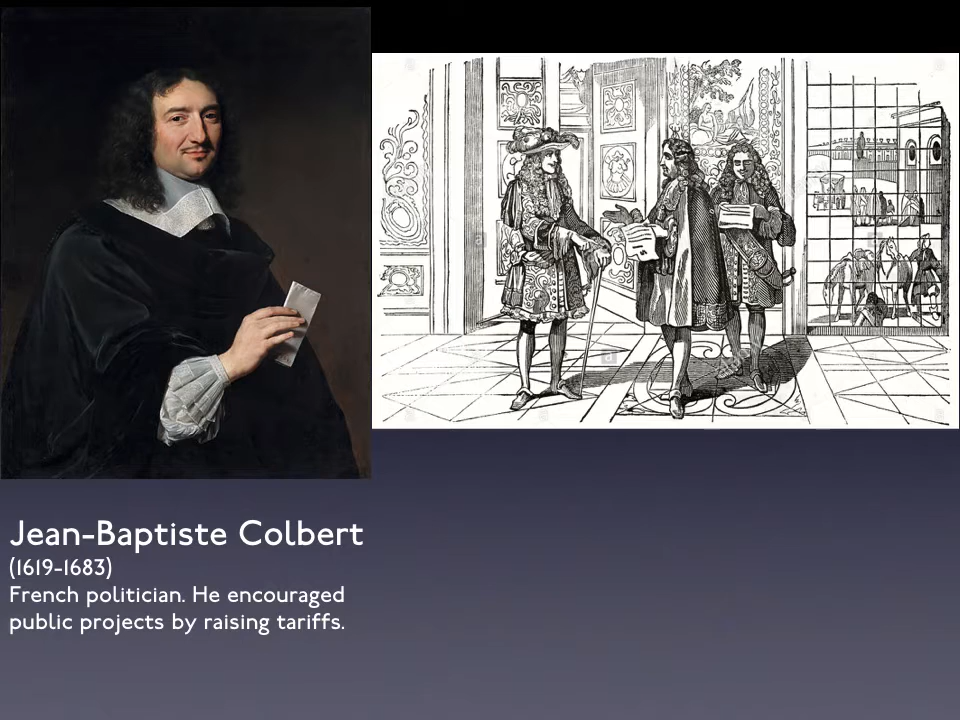 Jean-Baptiste Colbert
(1619-1683)
French politician. He encouraged
public projects by raising tariffs.